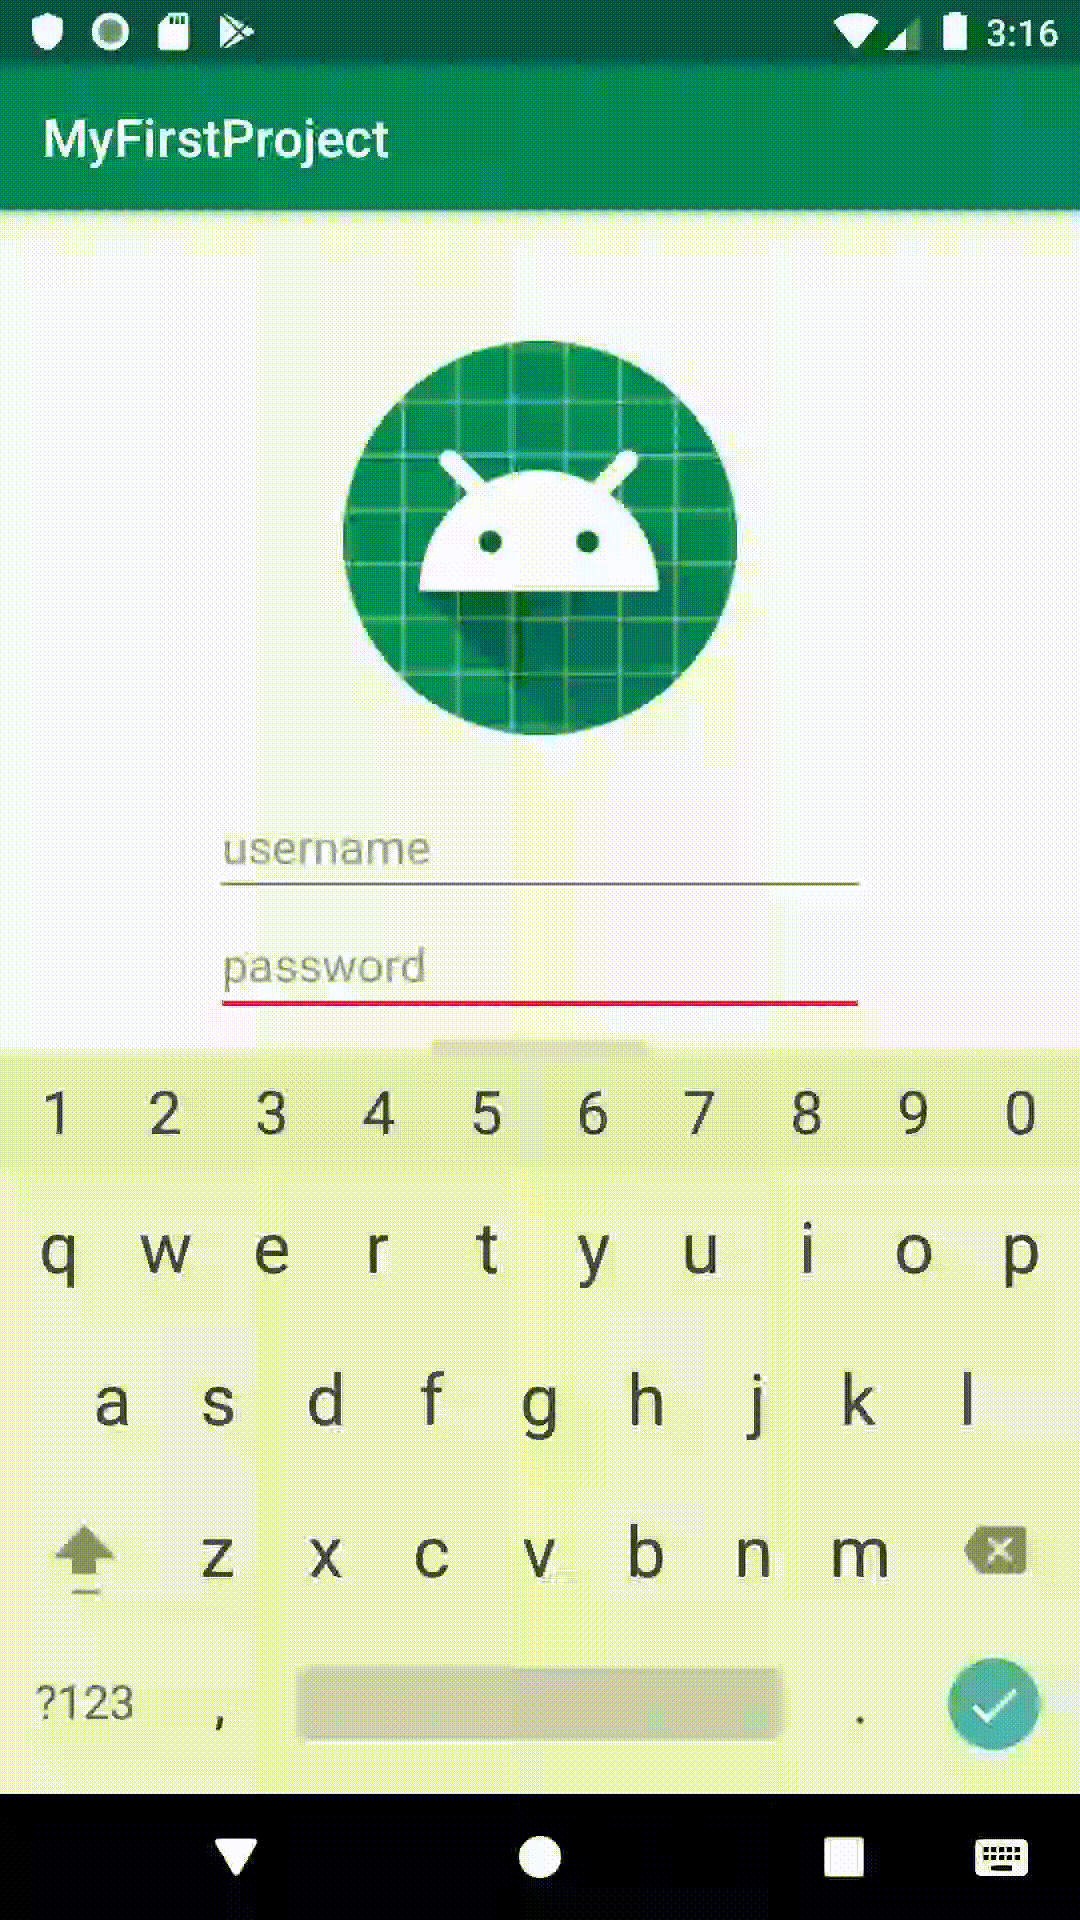 3:16
MyFirstProject
username
password
1 2 3 4 5 6 7 8 9 0
q w e r t y u i o p
a s d f g h j k l
z x c v b n m
?123 , .